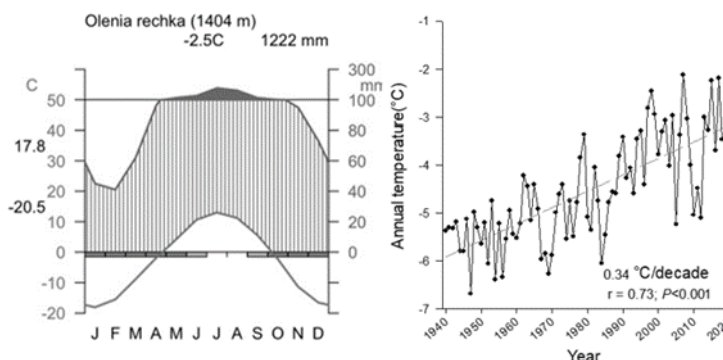 Olenia rechka (1404 m)
-2.5C 1222 mm
C 300
mm
50 100
40 80
30 60
20 40
10 20
0 0
-10
-20
17.8
-20.5
J F M A M J J A S O N D
Annual temperature(°C)
-1
-2
-3
-4
-5
-6
-7
0.34 °C/decade
r = 0.73; P<0.001
1940 1950 1960 1970 1980 1990 2000 2010
Year